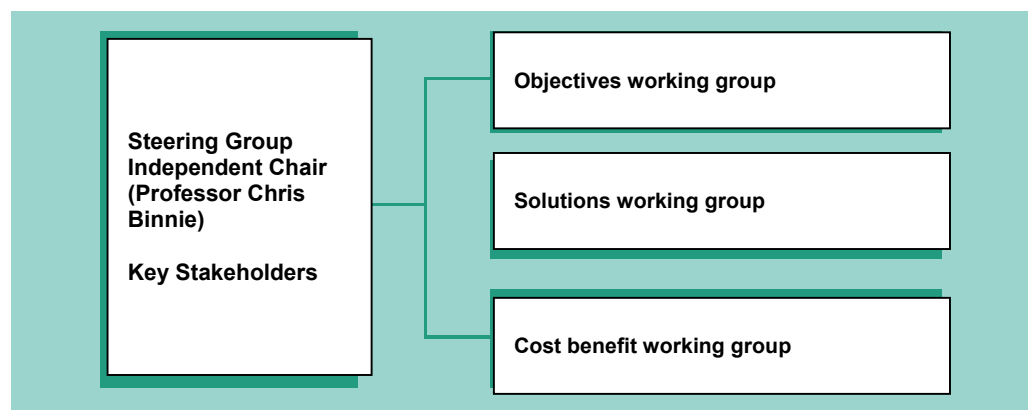 Steering Group
Independent Chair
(Professor Chris
Binnie)
Key Stakeholders
Objectives working group
Solutions working group
Cost benefit working group